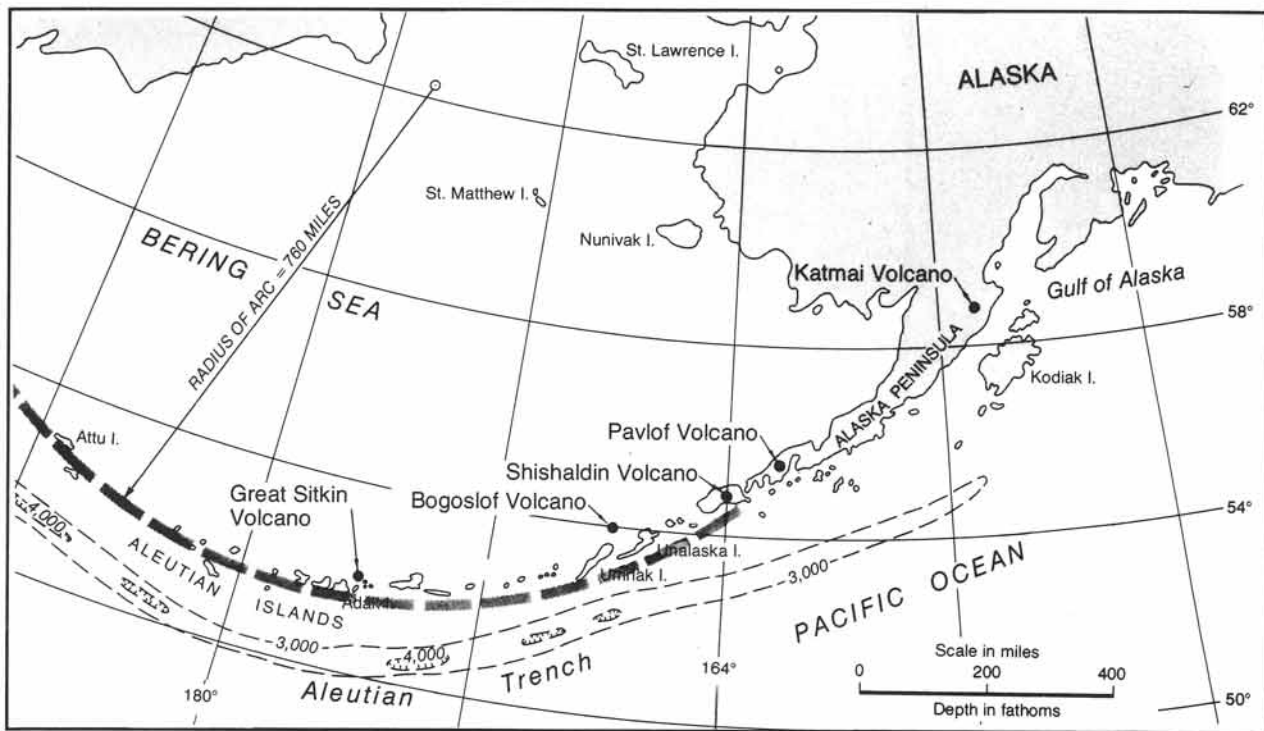 St. Lawrence I.
ALASKA
62°
St. Matthew I.
RADIUS OF ARC = 760 MILES
Nunivak I.
BERING
SEA
Katmai Volcano
Gulf of Alaska
58°
Kodiak I.
ALASKA PENINSULA
Attu I.
Pavlof Volcano
Shishaldin Volcano
Great Sitkin
Volcano
Bogoslof Volcano
4,000
54°
ALEUTIAN
Unalaska I.
Umnak I.
3,000
ISLANDS
Adak I.
PACIFIC OCEAN
3,000
4,000
Aleutian Trench
Scale in miles
164°
0 200 400
180°
Depth in fathoms
50°